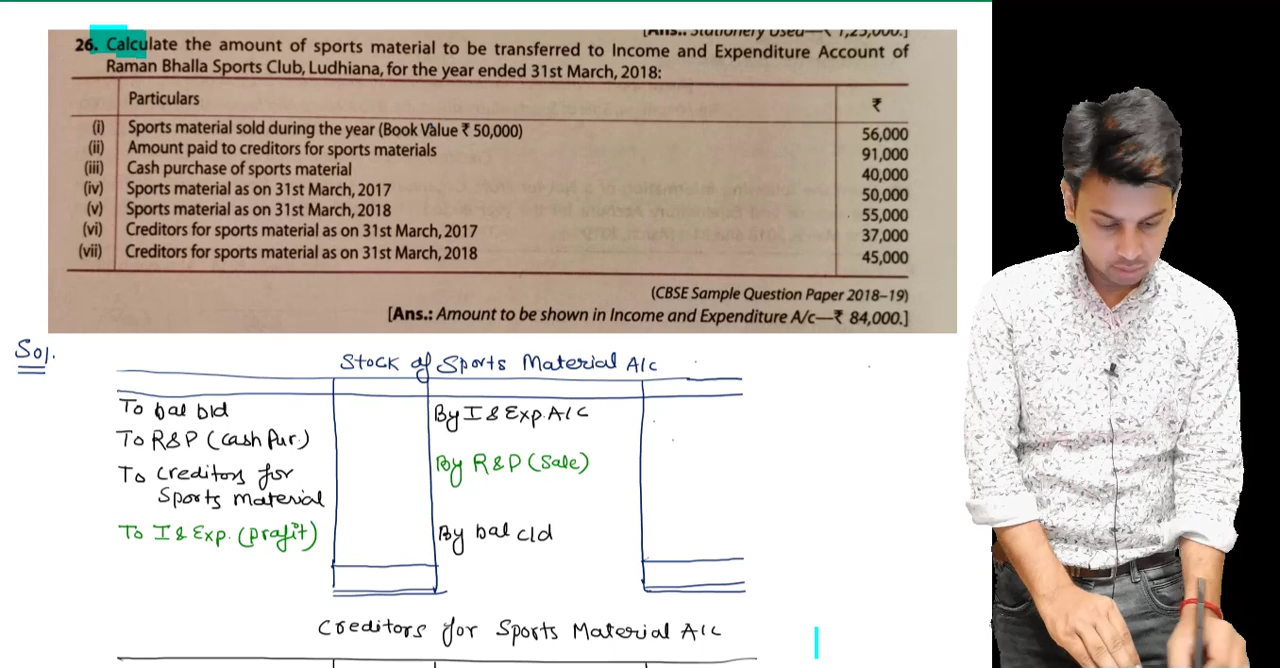 [Ans.: Stationery Used—₹ 1,25,000.]
26. Calculate the amount of sports material to be transferred to Income and Expenditure Account of
Raman Bhalla Sports Club, Ludhiana, for the year ended 31st March, 2018:
Particulars ₹
(i) Sports material sold during the year (Book Value ₹ 50,000) 56,000
(ii) Amount paid to creditors for sports materials 91,000
(iii) Cash purchase of sports material 40,000
(iv) Sports material as on 31st March, 2017 50,000
(v) Sports material as on 31st March, 2018 55,000
(vi) Creditors for sports material as on 31st March, 2017 37,000
(vii) Creditors for sports material as on 31st March, 2018 45,000
(CBSE Sample Question Paper 2018–19)
[Ans.: Amount to be shown in Income and Expenditure A/c—₹ 84,000.]
Sol.
Stock of Sports Material A/c
To bal b/d By I & Exp. A/C
To R&P (Cash Pur.)
By R&P (Sale)
To Creditors for
Sports Material
To I & Exp. (profit) By bal c/d
Creditors for Sports Material A/c